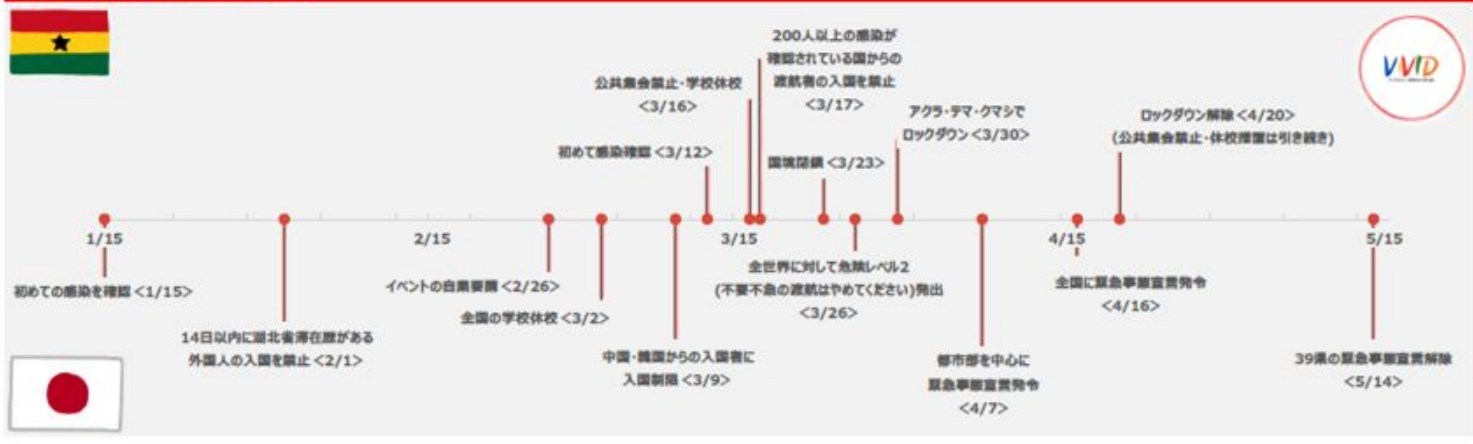 200人以上の感染が
確認されている国からの
渡航者の入国を禁止
<3/17>
VVID
公共集会禁止・学校休校
<3/16>
アクラ・テマ・クマシで
ロックダウン <3/30>
ロックダウン解除 <4/20>
(公共集会禁止・休校措置は引き続き)
初めて感染確認 <3/12>
国境閉鎖 <3/23>
1/15
2/15
3/15
4/15
5/15
初めての感染を確認 <1/15>
14日以内に湖北省滞在歴がある
外国人の入国を禁止 <2/1>
イベントの自粛要請 <2/26>
全国の学校休校 <3/2>
中国・韓国からの入国者に
入国制限 <3/9>
全世界に対して危険レベル2
(不要不急の渡航はやめてください)発出
<3/26>
都市部を中心に
緊急事態宣言発令
<4/7>
全国に緊急事態宣言発令
<4/16>
39県の緊急事態宣言解除
<5/14>